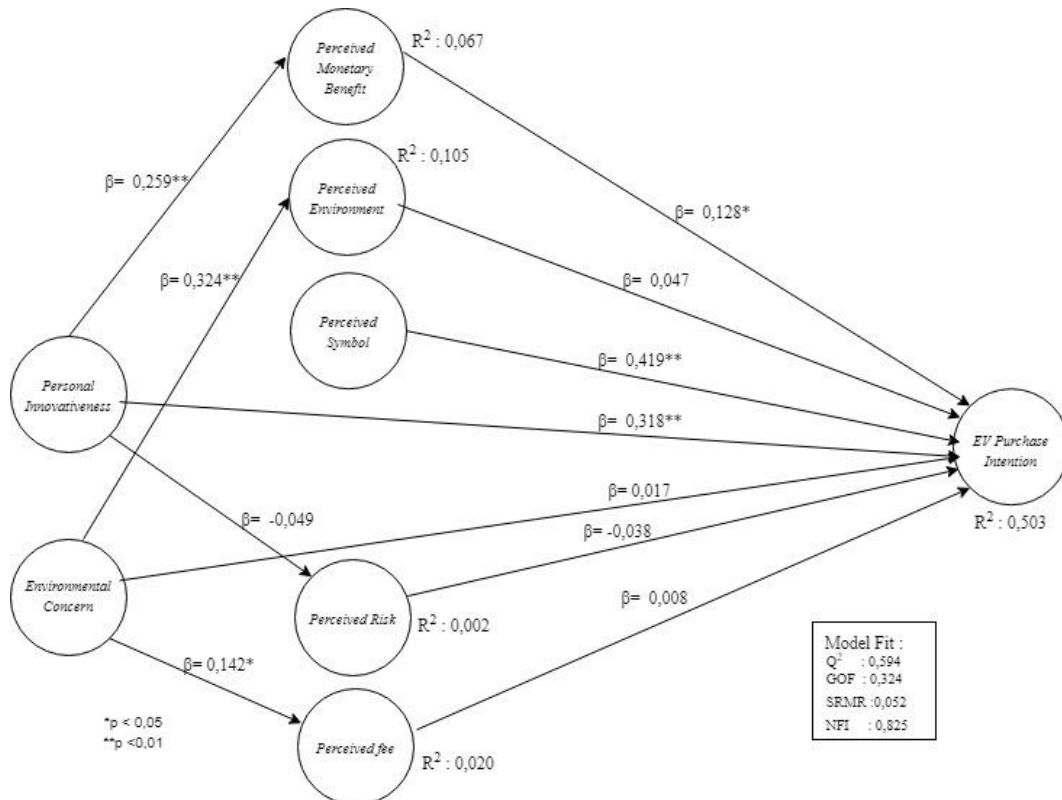 Perceived
Monetary
Benefit
R² : 0,067
R² : 0,105
β= 0,259**
Perceived
Environment
β= 0,128*
β= 0,324**
β= 0,047
Perceived
Symbol
β= 0,419**
Personal
Innovativeness
β= 0,318**
EV Purchase
Intention
β= 0,017
R² : 0,503
β= -0,049
β= -0,038
Environmental
Concern
β= 0,008
Perceived Risk
R² : 0,002
β= 0,142*
Model Fit :
Q² : 0,594
GOF : 0,324
SRMR :0,052
NFI : 0,825
*p < 0,05
**p <0,01
Perceived fee
R² : 0,020